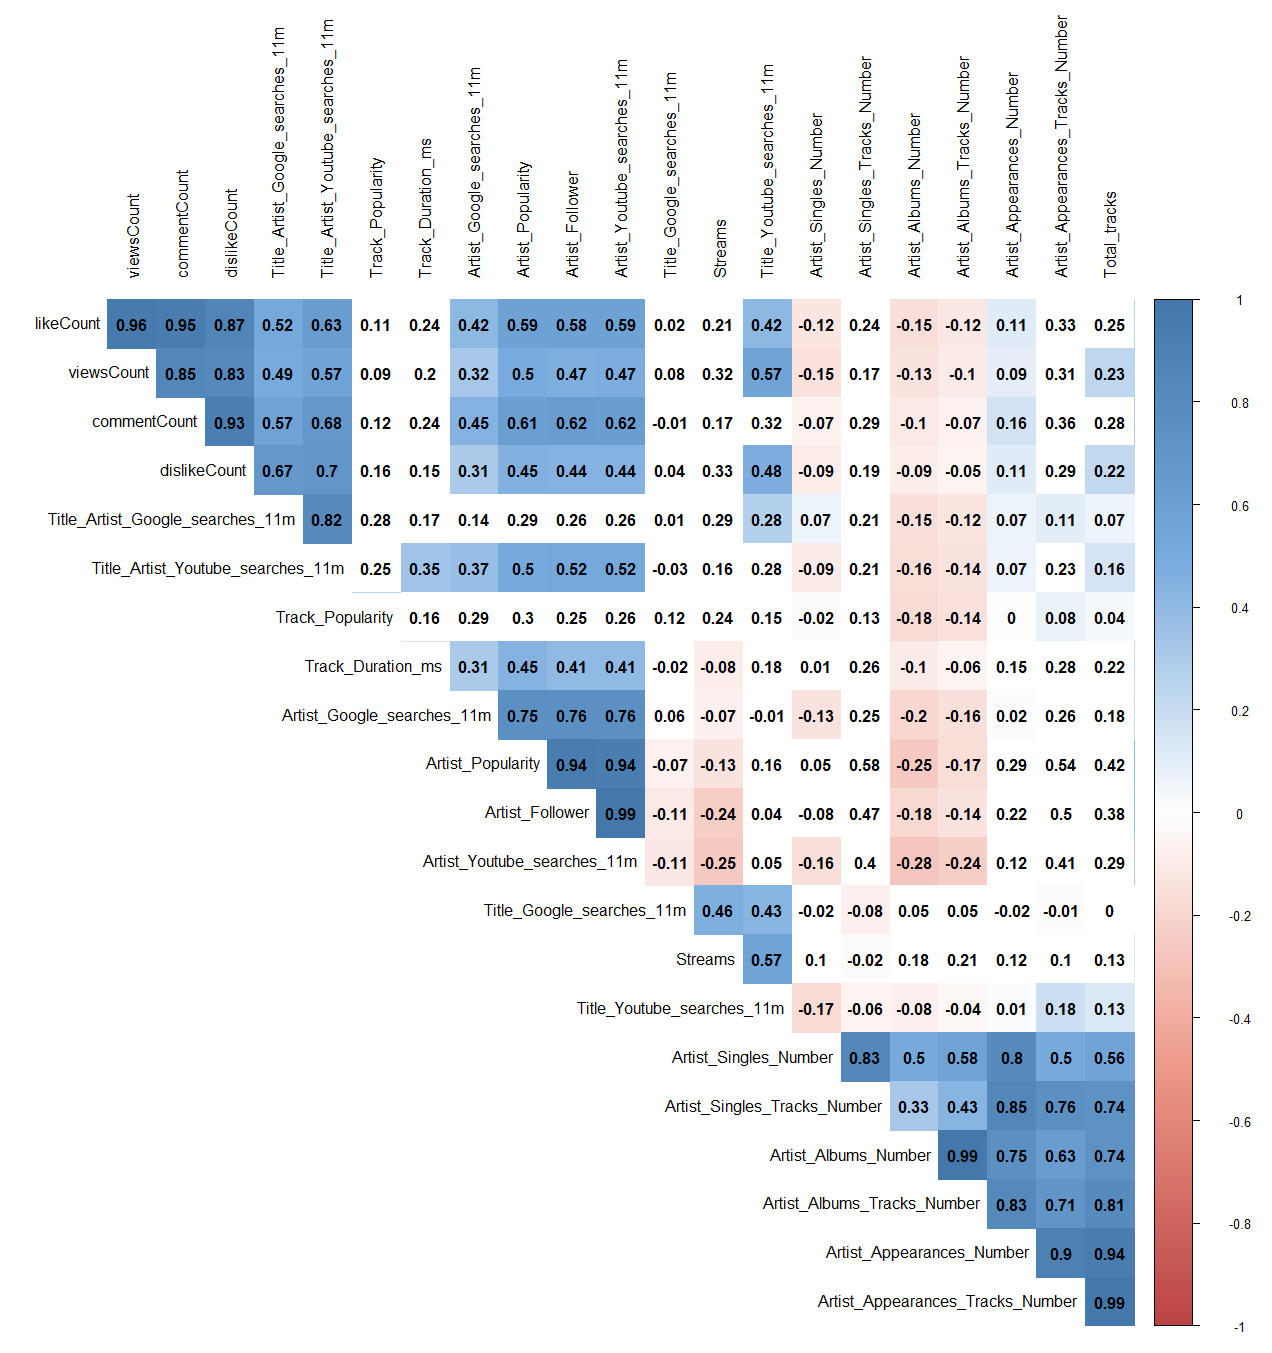 viewsCount
commentCount
dislikeCount
Title_Artist_Google_searches_11m
Title_Artist_Youtube_searches_11m
Track_Popularity
Track_Duration_ms
Artist_Google_searches_11m
Artist_Popularity
Artist_Follower
Artist_Youtube_searches_11m
Title_Google_searches_11m
Streams
Title_Youtube_searches_11m
Artist_Singles_Number
Artist_Singles_Tracks_Number
Artist_Albums_Number
Artist_Albums_Tracks_Number
Artist_Appearances_Number
Artist_Appearances_Tracks_Number
Total_tracks
likeCount 0.96 0.95 0.87 0.52 0.63 0.11 0.24 0.42 0.59 0.58 0.59 0.02 0.21 0.42 -0.12 0.24 -0.15 -0.12 0.11 0.33 0.25
viewsCount 0.85 0.83 0.49 0.57 0.09 0.2 0.32 0.5 0.47 0.47 0.08 0.32 0.57 -0.15 0.17 -0.13 -0.1 0.09 0.31 0.23
commentCount 0.93 0.57 0.68 0.12 0.24 0.45 0.61 0.62 0.62 -0.01 0.17 0.32 -0.07 0.29 -0.1 -0.07 0.16 0.36 0.28
dislikeCount 0.67 0.7 0.16 0.15 0.31 0.45 0.44 0.44 0.04 0.33 0.48 -0.09 0.19 -0.09 -0.05 0.11 0.29 0.22
Title_Artist_Google_searches_11m 0.82 0.28 0.17 0.14 0.29 0.26 0.26 0.01 0.29 0.28 0.07 0.21 -0.15 -0.12 0.07 0.11 0.07
Title_Artist_Youtube_searches_11m 0.25 0.35 0.37 0.5 0.52 0.52 -0.03 0.16 0.28 -0.09 0.21 -0.16 -0.14 0.07 0.23 0.16
Track_Popularity 0.16 0.29 0.3 0.25 0.26 0.12 0.24 0.15 -0.02 0.13 -0.18 -0.14 0 0.08 0.04
Track_Duration_ms 0.31 0.45 0.41 0.41 -0.02 -0.08 0.18 0.01 0.26 -0.1 -0.06 0.15 0.28 0.22
Artist_Google_searches_11m 0.75 0.76 0.76 0.06 -0.07 -0.01 -0.13 0.25 -0.2 -0.16 0.02 0.26 0.18
Artist_Popularity 0.94 0.94 -0.07 -0.13 0.16 0.05 0.58 -0.25 -0.17 0.29 0.54 0.42
Artist_Follower 0.99 -0.11 -0.24 0.04 -0.08 0.47 -0.18 -0.14 0.22 0.5 0.38
Artist_Youtube_searches_11m -0.11 -0.25 0.05 -0.16 0.4 -0.28 -0.24 0.12 0.41 0.29
Title_Google_searches_11m 0.46 0.43 -0.02 -0.08 0.05 0.05 -0.02 -0.01 0
Streams 0.57 0.1 -0.02 0.18 0.21 0.12 0.1 0.13
Title_Youtube_searches_11m -0.17 -0.06 -0.08 -0.04 0.01 0.18 0.13
Artist_Singles_Number 0.83 0.5 0.58 0.8 0.5 0.56
Artist_Singles_Tracks_Number 0.33 0.43 0.85 0.76 0.74
Artist_Albums_Number 0.99 0.75 0.63 0.74
Artist_Albums_Tracks_Number 0.83 0.71 0.81
Artist_Appearances_Number 0.9 0.94
Artist_Appearances_Tracks_Number 0.99
1
0.8
0.6
0.4
0.2
0
-0.2
-0.4
-0.6
-0.8
-1